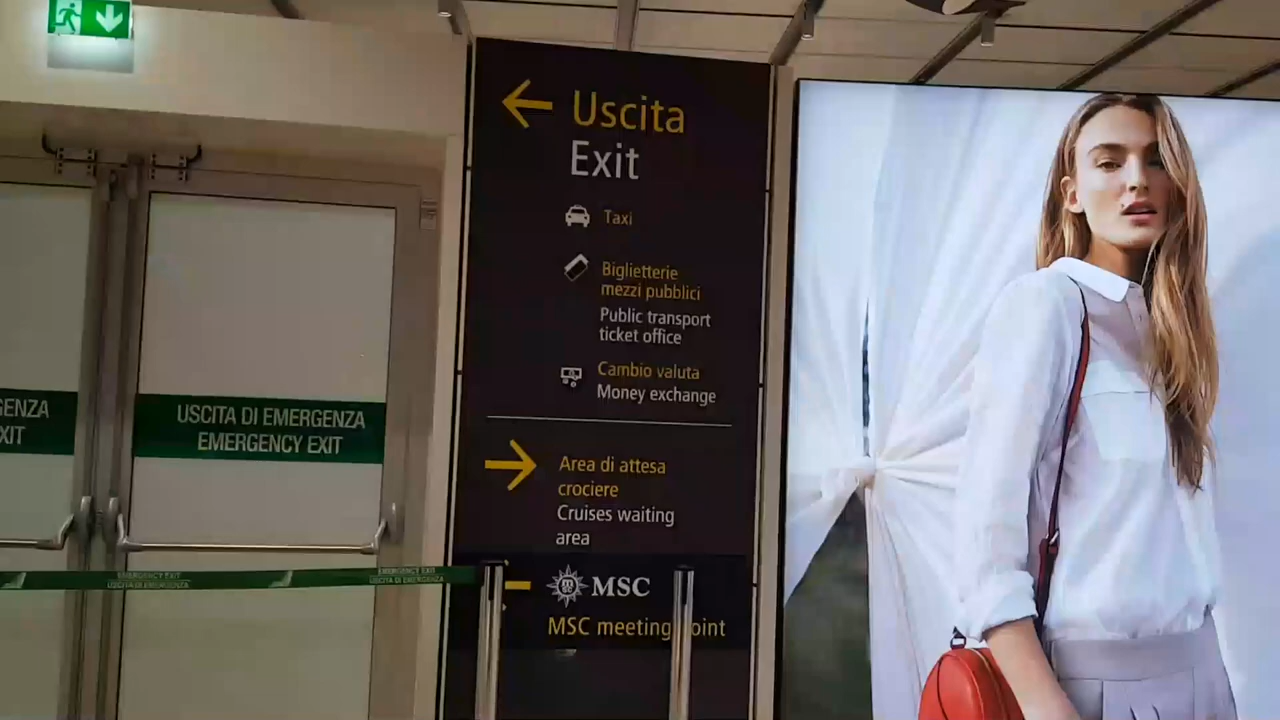 Uscita
Exit
Taxi
Biglietterie
mezzi pubblici
Public transport
ticket office
Cambio valuta
Money exchange
Area di attesa
crociere
Cruises waiting
area
MSC
MSC meeting oint
GENZA
XIT
USCITA DI EMERGENZA
EMERGENCY EXIT
EMERGENCY EXIT
USCITA DI EMERGENZA
EMERGENCY EXIT
USCITA DI EMERGENZA